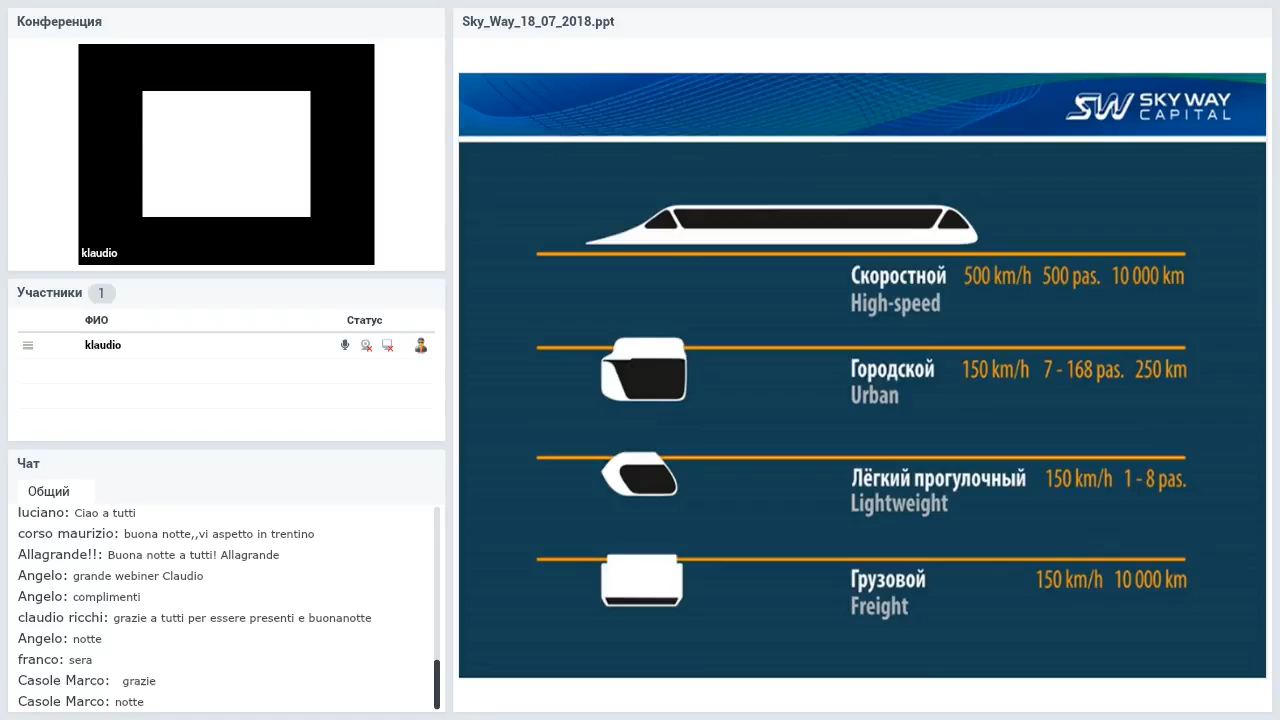 Конференция
klaudio
Участники 1
ФИО Статус
klaudio
Чат
Общий
luciano: Ciao a tutti
corso maurizio: buona notte,,vi aspetto in trentino
Allagrande!!: Buona notte a tutti! Allagrande
Angelo: grande webiner Claudio
Angelo: complimenti
claudio ricchi: grazie a tutti per essere presenti e buonanotte
Angelo: notte
franco: sera
Casole Marco: grazie
Casole Marco: notte
Sky_Way_18_07_2018.ppt
SW SKY WAY
CAPITAL
Скоростной 500 km/h 500 pas. 10 000 km
High-speed
Городской 150 km/h 7 - 168 pas. 250 km
Urban
Лёгкий прогулочный 150 km/h 1 - 8 pas.
Lightweight
Грузовой 150 km/h 10 000 km
Freight